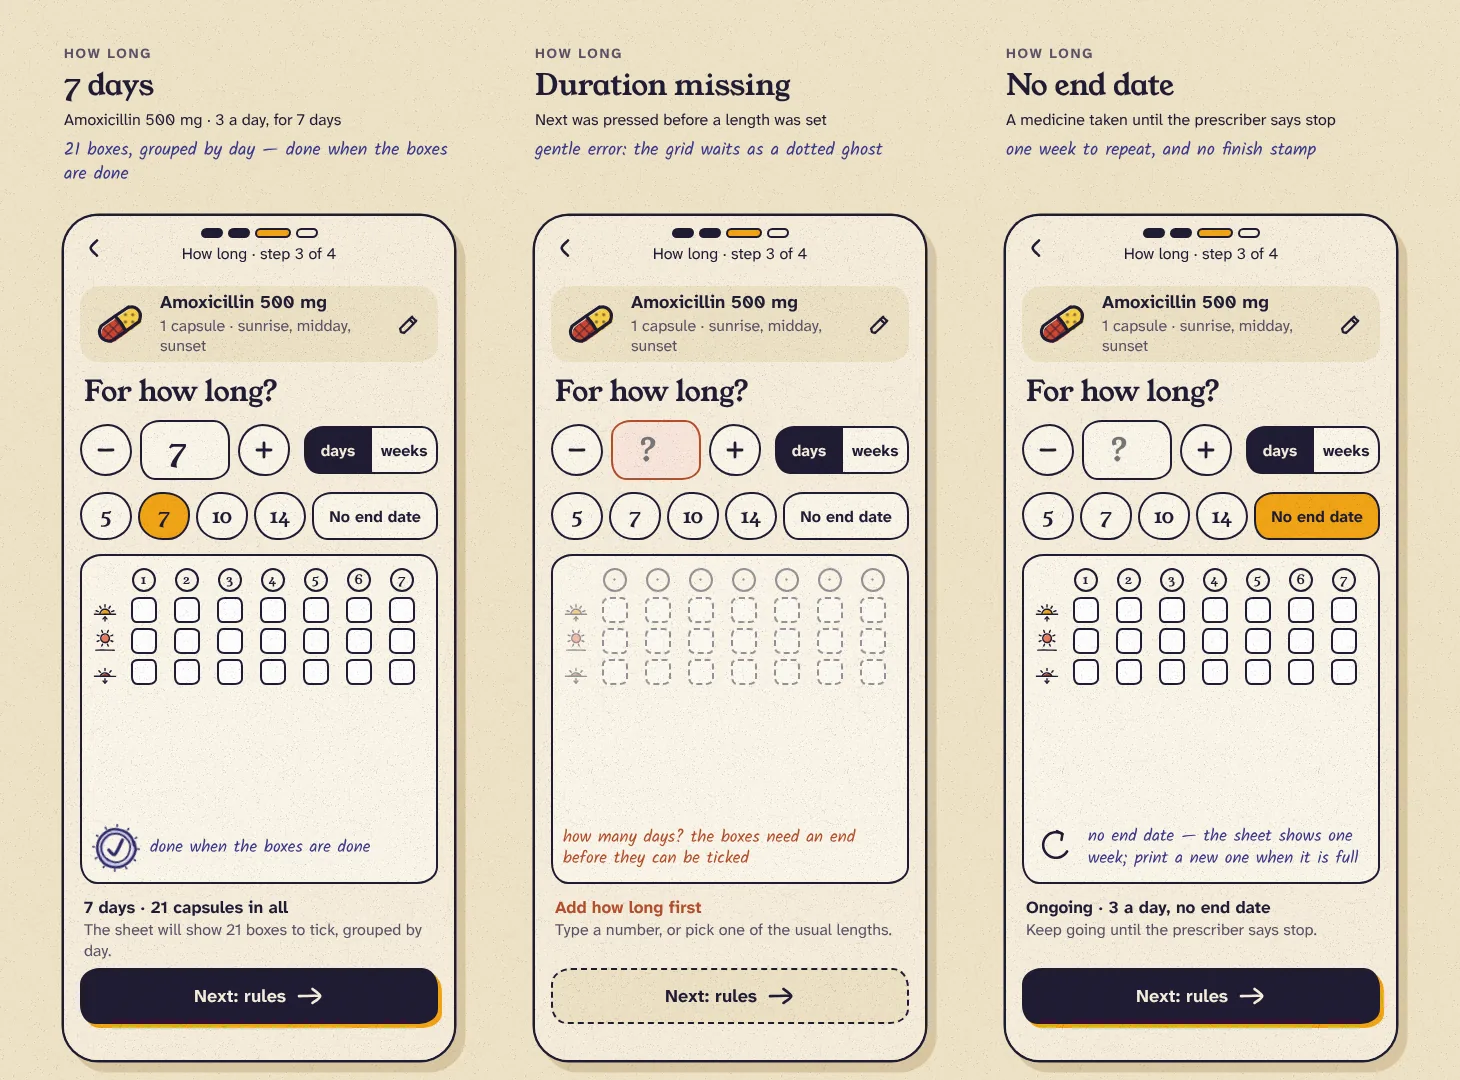 HOW LONG
7 days
Amoxicillin 500 mg · 3 a day, for 7 days
21 boxes, grouped by day — done when the boxes
are done
How long · step 3 of 4
Amoxicillin 500 mg
1 capsule · sunrise, midday,
sunset
For how long?
− 7 + days weeks
5 7 10 14 No end date
1 2 3 4 5 6 7
done when the boxes are done
7 days · 21 capsules in all
The sheet will show 21 boxes to tick, grouped by
day.
Next: rules →
HOW LONG
Duration missing
Next was pressed before a length was set
gentle error: the grid waits as a dotted ghost
How long · step 3 of 4
Amoxicillin 500 mg
1 capsule · sunrise, midday,
sunset
For how long?
− ? + days weeks
5 7 10 14 No end date
how many days? the boxes need an end
before they can be ticked
Add how long first
Type a number, or pick one of the usual lengths.
Next: rules →
HOW LONG
No end date
A medicine taken until the prescriber says stop
one week to repeat, and no finish stamp
How long · step 3 of 4
Amoxicillin 500 mg
1 capsule · sunrise, midday,
sunset
For how long?
− ? + days weeks
5 7 10 14 No end date
1 2 3 4 5 6 7
no end date — the sheet shows one
week; print a new one when it is full
Ongoing · 3 a day, no end date
Keep going until the prescriber says stop.
Next: rules →